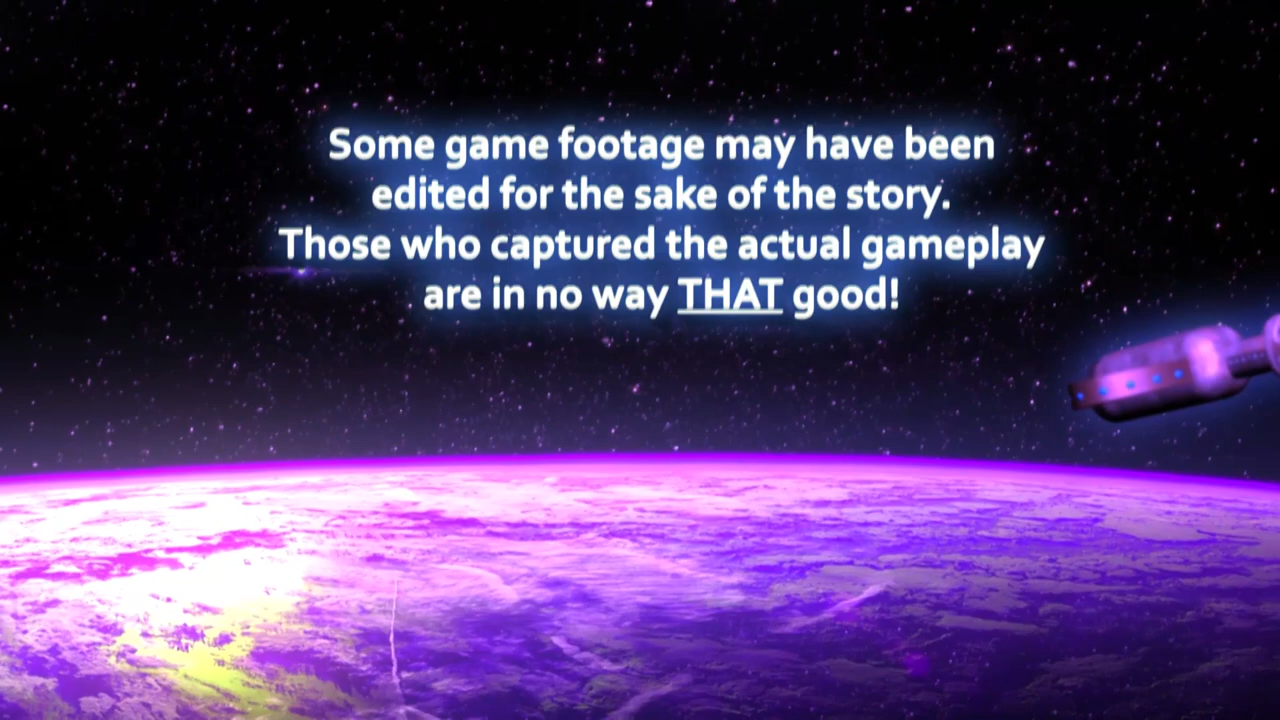 Some game footage may have been
edited for the sake of the story.
Those who captured the actual gameplay
are in no way THAT good!